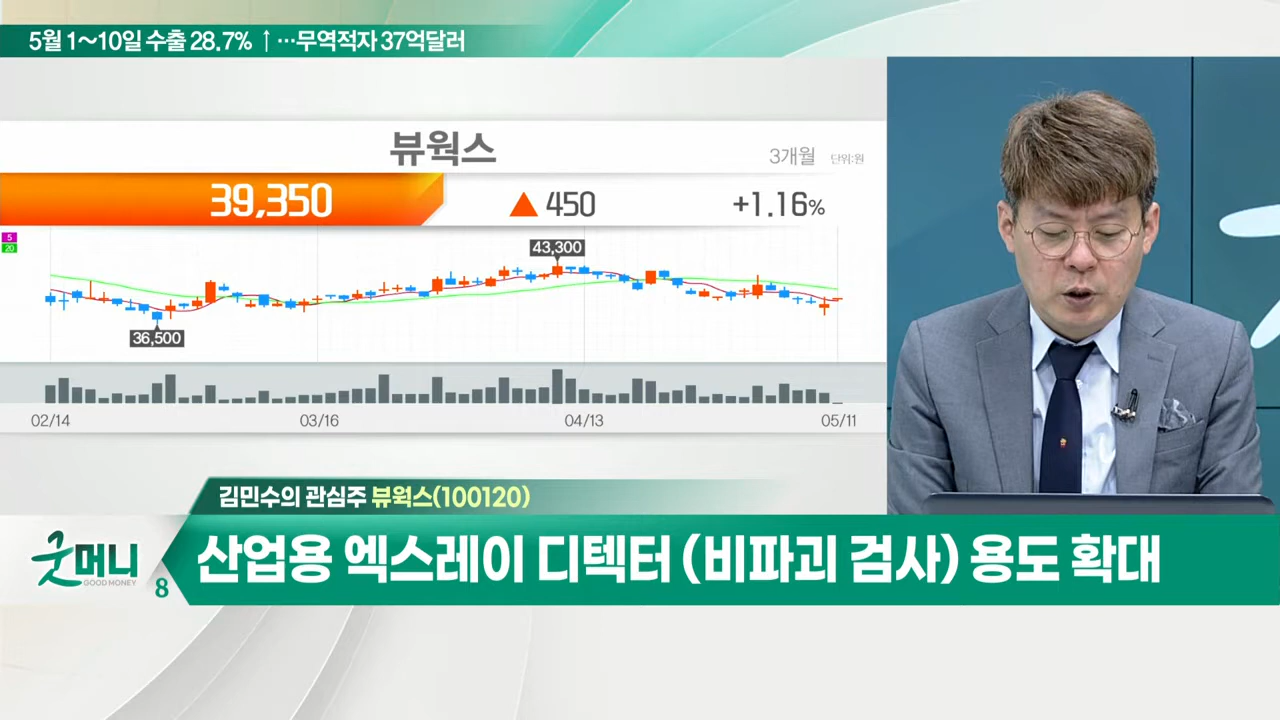 5월 1~10일 수출 28.7% ↑…무역적자 37억달러
뷰웍스
3개월 단위:원
39,350 ▲ 450 +1.16%
5
20
43,300
36,500
02/14 03/16 04/13 05/11
김민수의 관심주 뷰웍스(100120)
굿머니
GOOD MONEY
8
산업용 엑스레이 디텍터 (비파괴 검사) 용도 확대